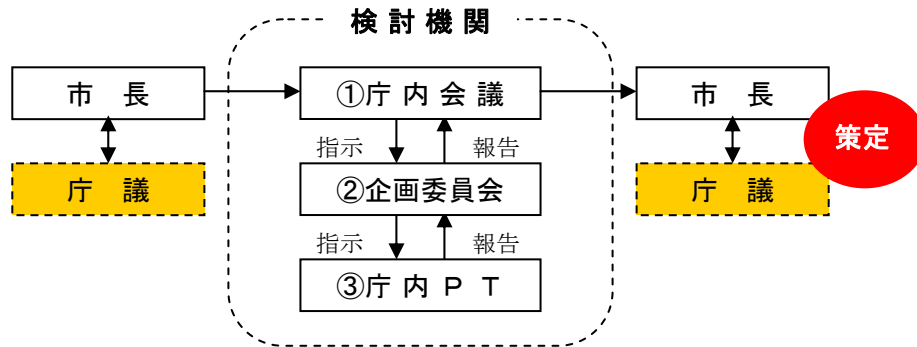 検討機関
市長
①庁内会議
市長
策定
指示 報告
庁議
②企画委員会
庁議
指示 報告
③庁内PT